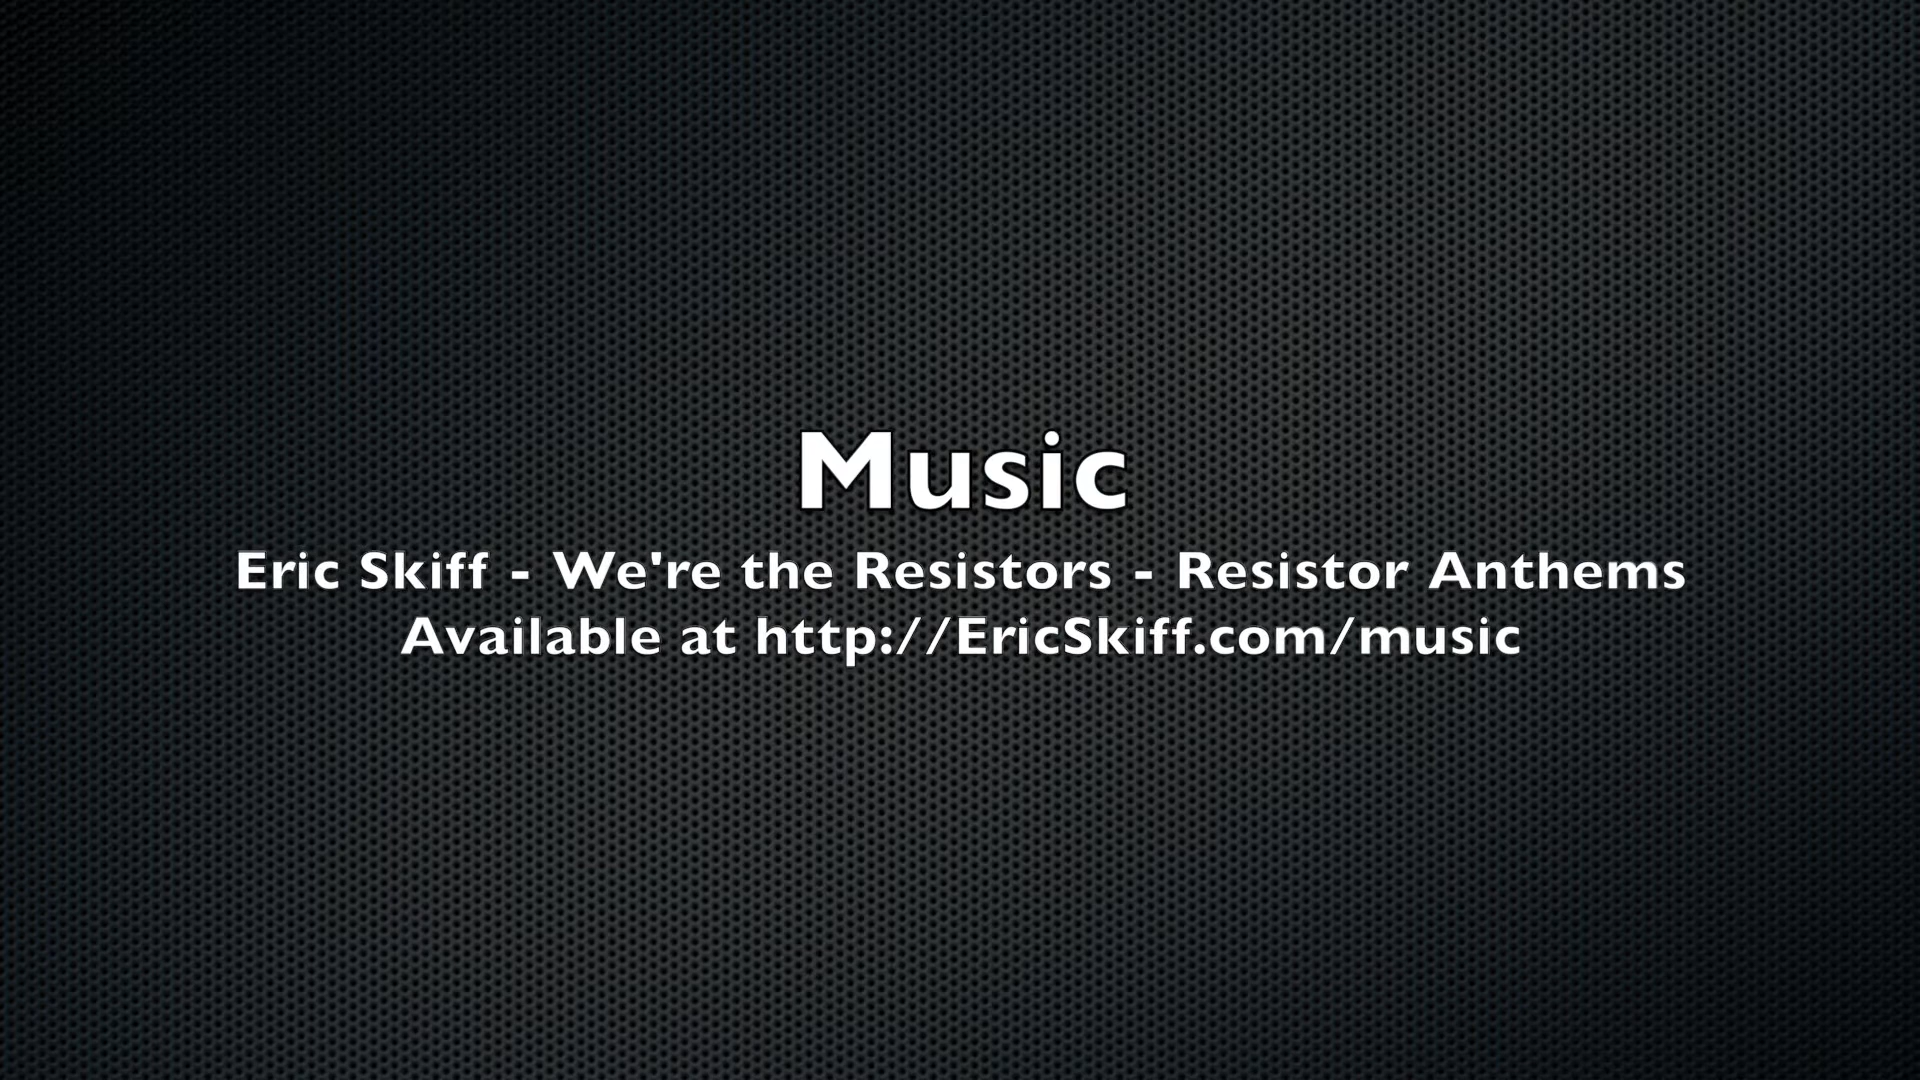 Music
Eric Skiff - We're the Resistors - Resistor Anthems
Available at http://EricSkiff.com/music